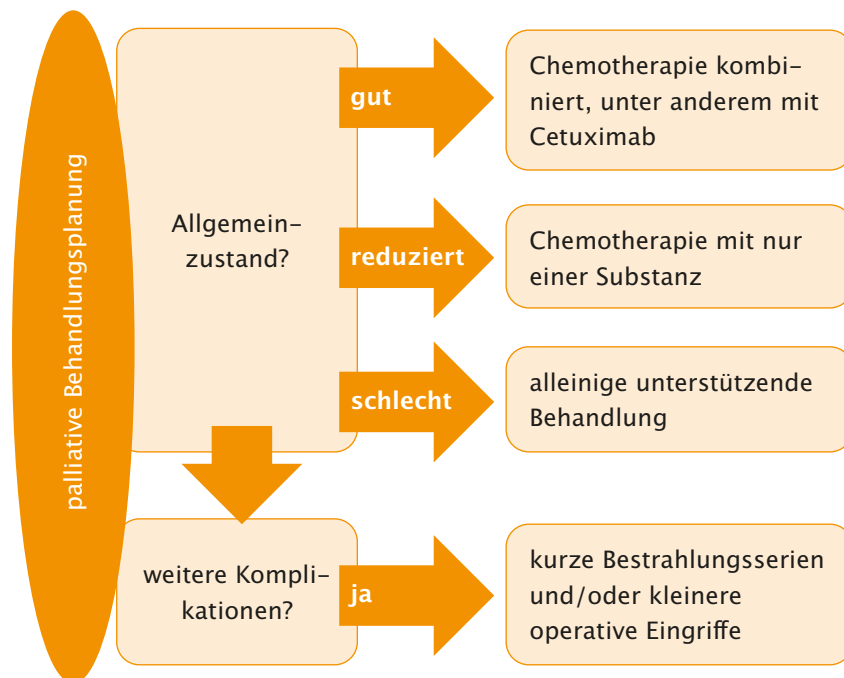 palliative Behandlungsplanung
Allgemein-
zustand?
gut
Chemotherapie kombi-
niert, unter anderem mit
Cetuximab
reduziert
Chemotherapie mit nur
einer Substanz
schlecht
alleinige unterstützende
Behandlung
weitere Kompli-
kationen?
ja
kurze Bestrahlungsserien
und/oder kleinere
operative Eingriffe